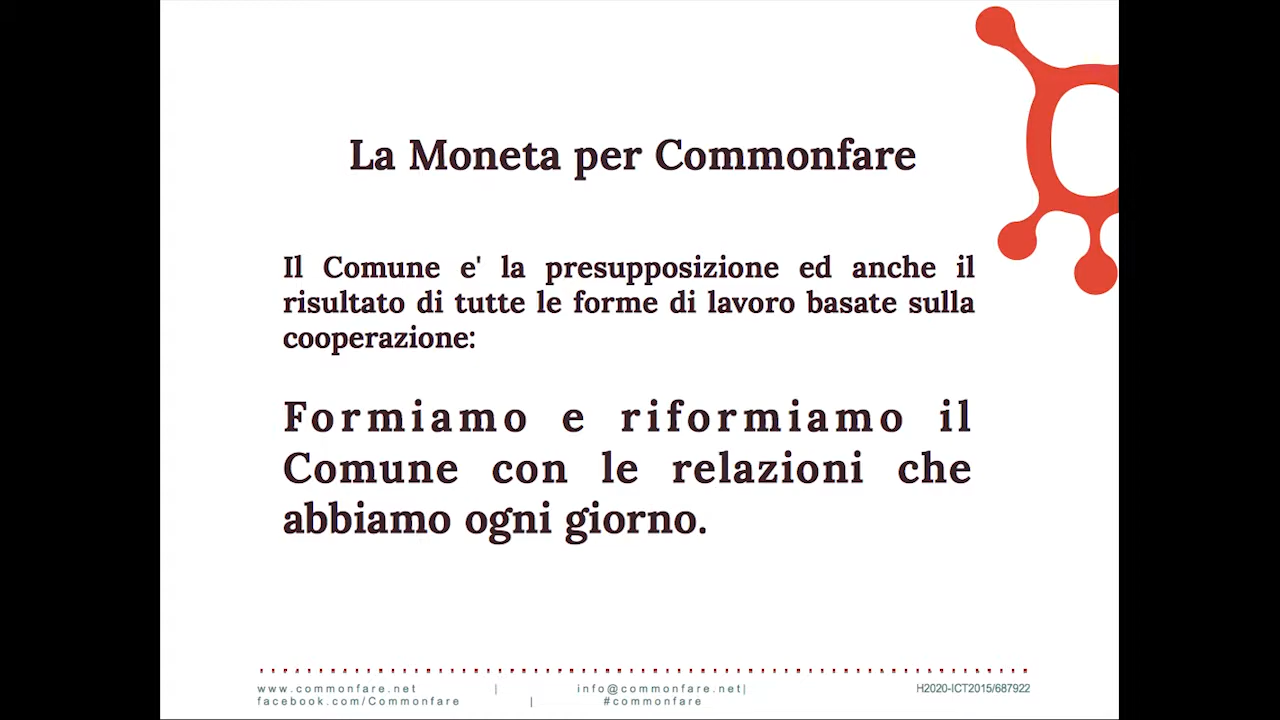 La Moneta per Commonfare
Il Comune e' la presupposizione ed anche il
risultato di tutte le forme di lavoro basate sulla
cooperazione:
Formiamo e riformiamo il
Comune con le relazioni che
abbiamo ogni giorno.
www.commonfare.net | info@commonfare.net| H2020-ICT2015/687922
facebook.com/Commonfare | #commonfare